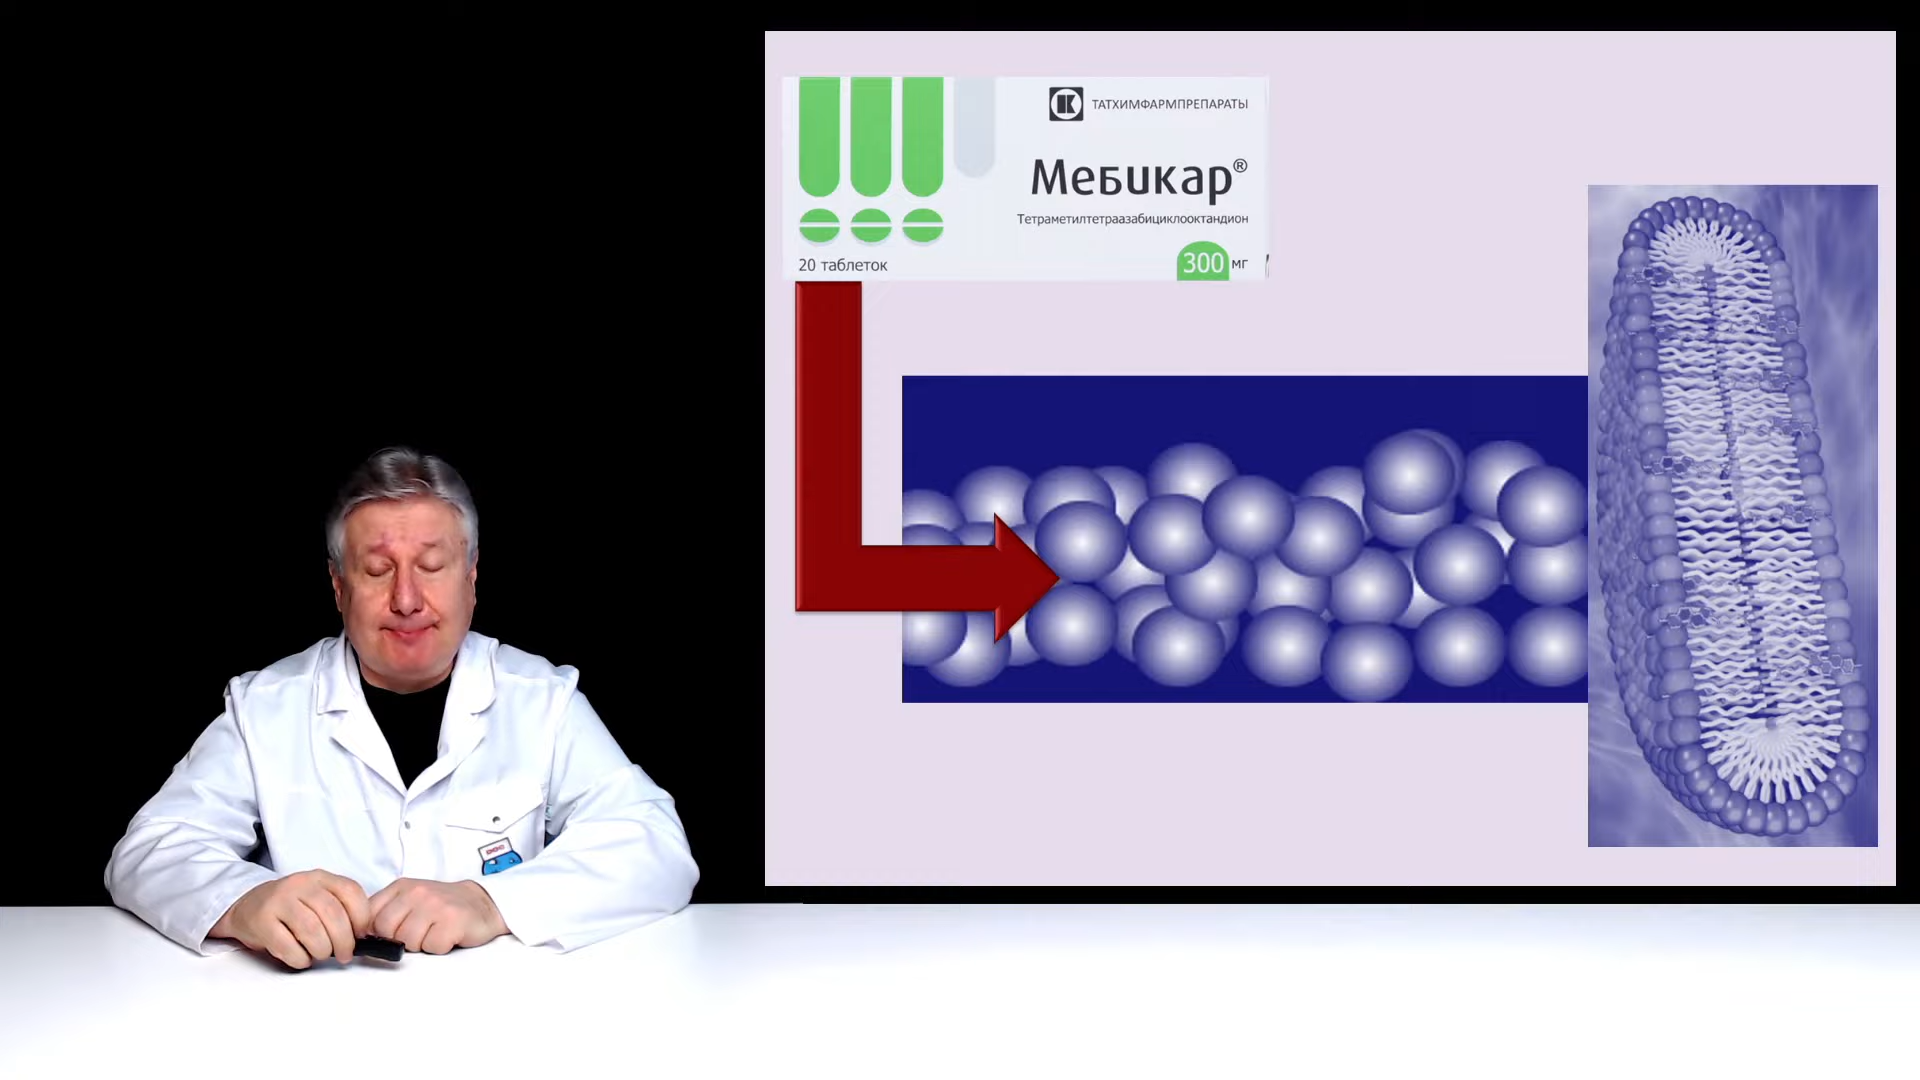 ТАТХИМФАРМПРЕПАРАТЫ
Мебикар®
Тетраметилтетраазабициклооктандион
20 таблеток
300 мг